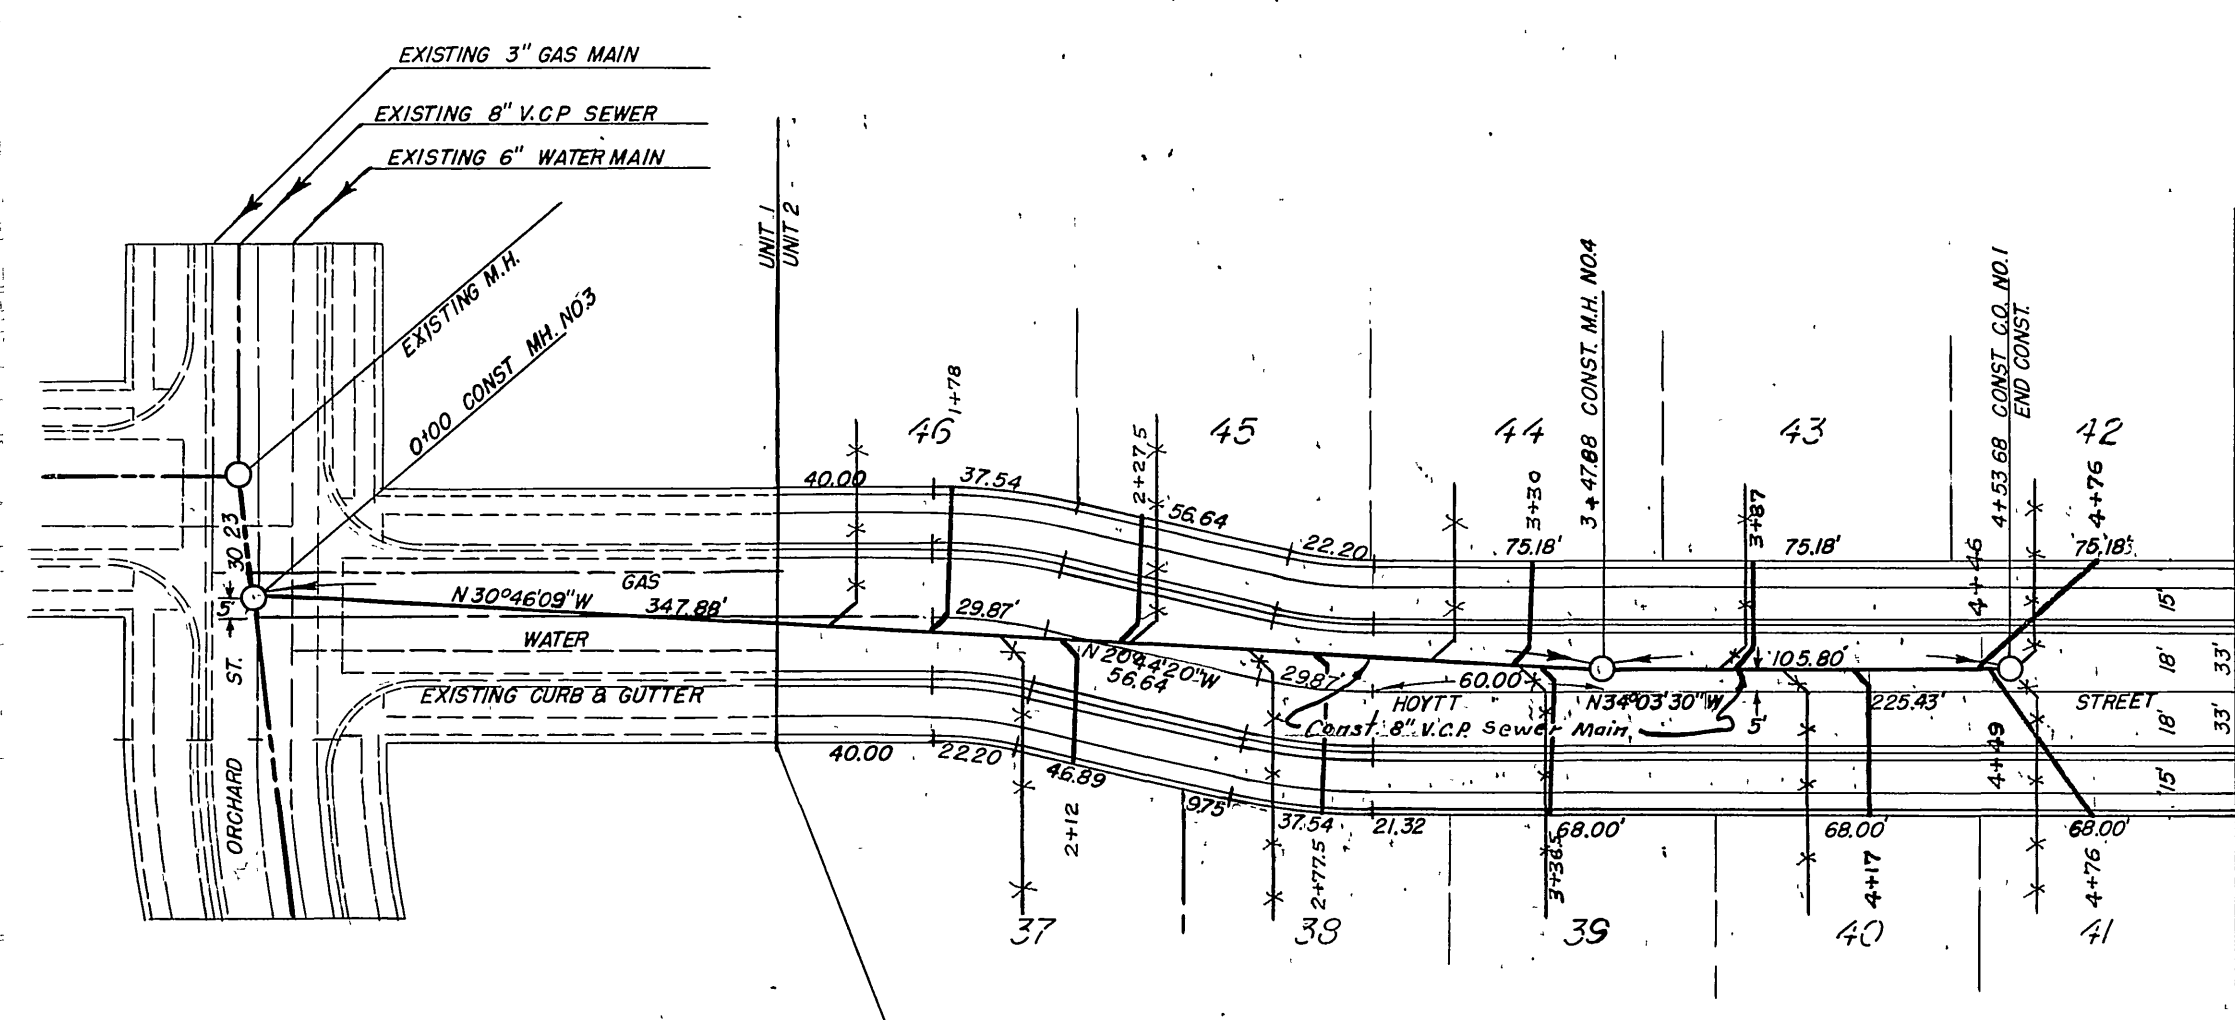 EXISTING 3" GAS MAIN
EXISTING 8" V.C.P SEWER
EXISTING 6" WATER MAIN
UNIT 1
UNIT 2
EXISTING M.H.
0+00 CONST MH. NO.3
3+47.88 CONST. M.H. NO.4
4+53 68 CONST C.O. NO.1
END CONST.
46
1+78
45
2+27.5
44
3+30
43
3+87
42
4+76
4+46
40.00
37.54
56.64
22.20
75.18'
75.18'
75.18'
30 23
5'
GAS
N 30°46'09"W
347.88'
29.87'
WATER
N 20°44'20"W
56.64
29.87'
60.00
105.80'
15'
18'
33'
ST.
ORCHARD
EXISTING CURB & GUTTER
HOYTT
N34°03'30"W
5'
225.43'
STREET
Const. 8" V.C.P. Sewer Main
18'
33'
15'
40.00
22.20
46.89
9.75
37.54
21.32
68.00'
68.00'
68.00'
4+49
2+12
2+77.5
3+36.5
4+17
4+76
37
38
39
40
41